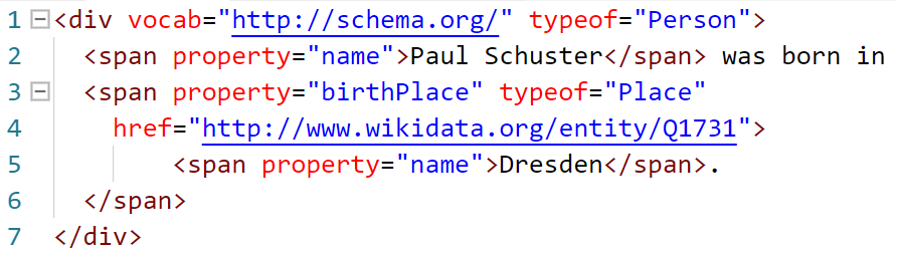 1 <div vocab="http://schema.org/" typeof="Person">
2 <span property="name">Paul Schuster</span> was born in
3 <span property="birthPlace" typeof="Place"
4 href="http://www.wikidata.org/entity/Q1731">
5 <span property="name">Dresden</span>.
6 </span>
7 </div>